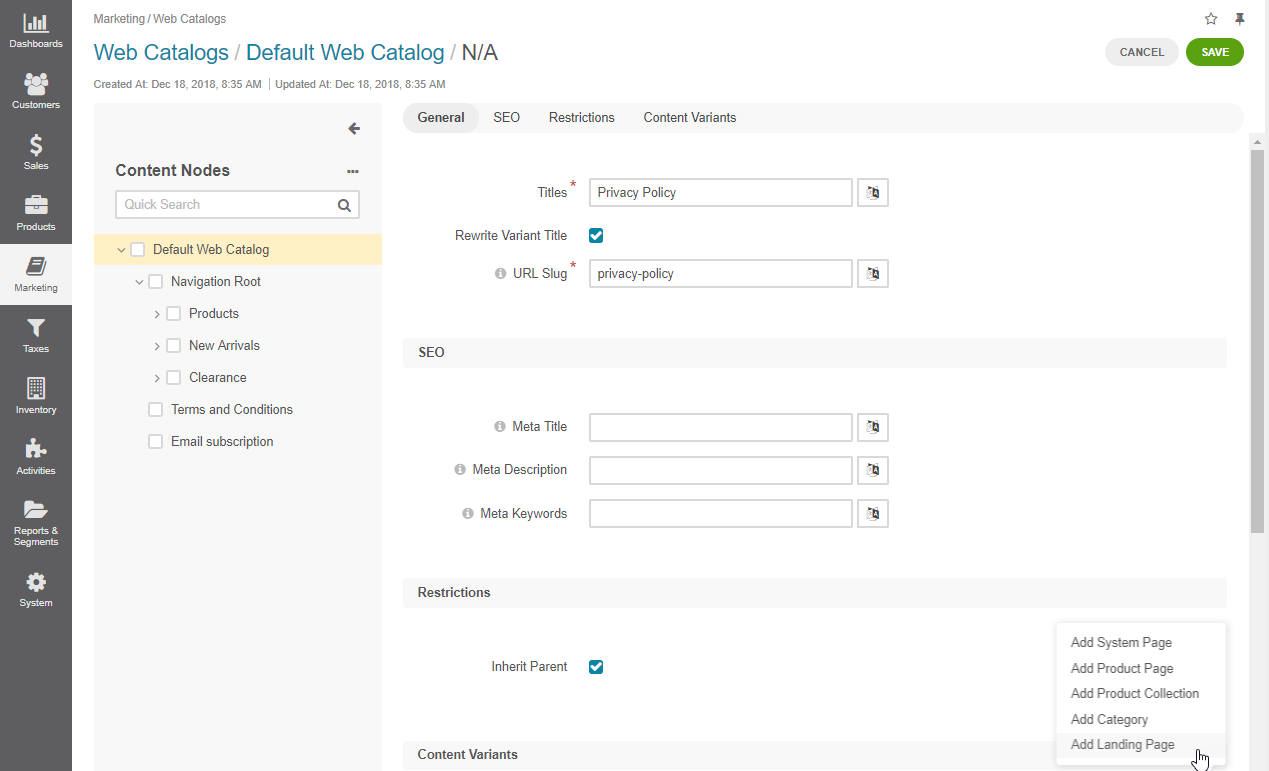 Dashboards
Customers
Sales
Products
Marketing
Taxes
Inventory
Activities
Reports &
Segments
System
Marketing / Web Catalogs
Web Catalogs / Default Web Catalog / N/A
CANCEL
SAVE
Created At: Dec 18, 2018, 8:35 AM | Updated At: Dec 18, 2018, 8:35 AM
Content Nodes
Quick Search
Default Web Catalog
Navigation Root
Products
New Arrivals
Clearance
Terms and Conditions
Email subscription
General SEO Restrictions Content Variants
Titles * Privacy Policy
Rewrite Variant Title
URL Slug * privacy-policy
SEO
Meta Title
Meta Description
Meta Keywords
Restrictions
Inherit Parent
Content Variants
Add System Page
Add Product Page
Add Product Collection
Add Category
Add Landing Page